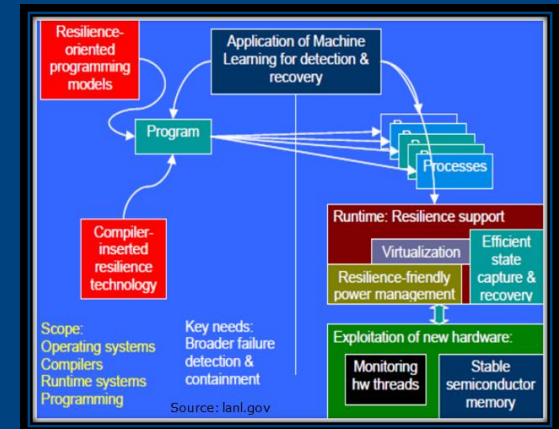 Resilience-
oriented
programming
models
Application of Machine
Learning for detection &
recovery
Program
Processes
Compiler-
inserted
resilience
technology
Runtime: Resilience support
Virtualization
Efficient
state
capture &
recovery
Resilience-friendly
power management
Scope:
Operating systems
Compilers
Runtime systems
Programming
Key needs:
Broader failure
detection &
containment
Exploitation of new hardware:
Monitoring
hw threads
Stable
semiconductor
memory
Source: lanl.gov